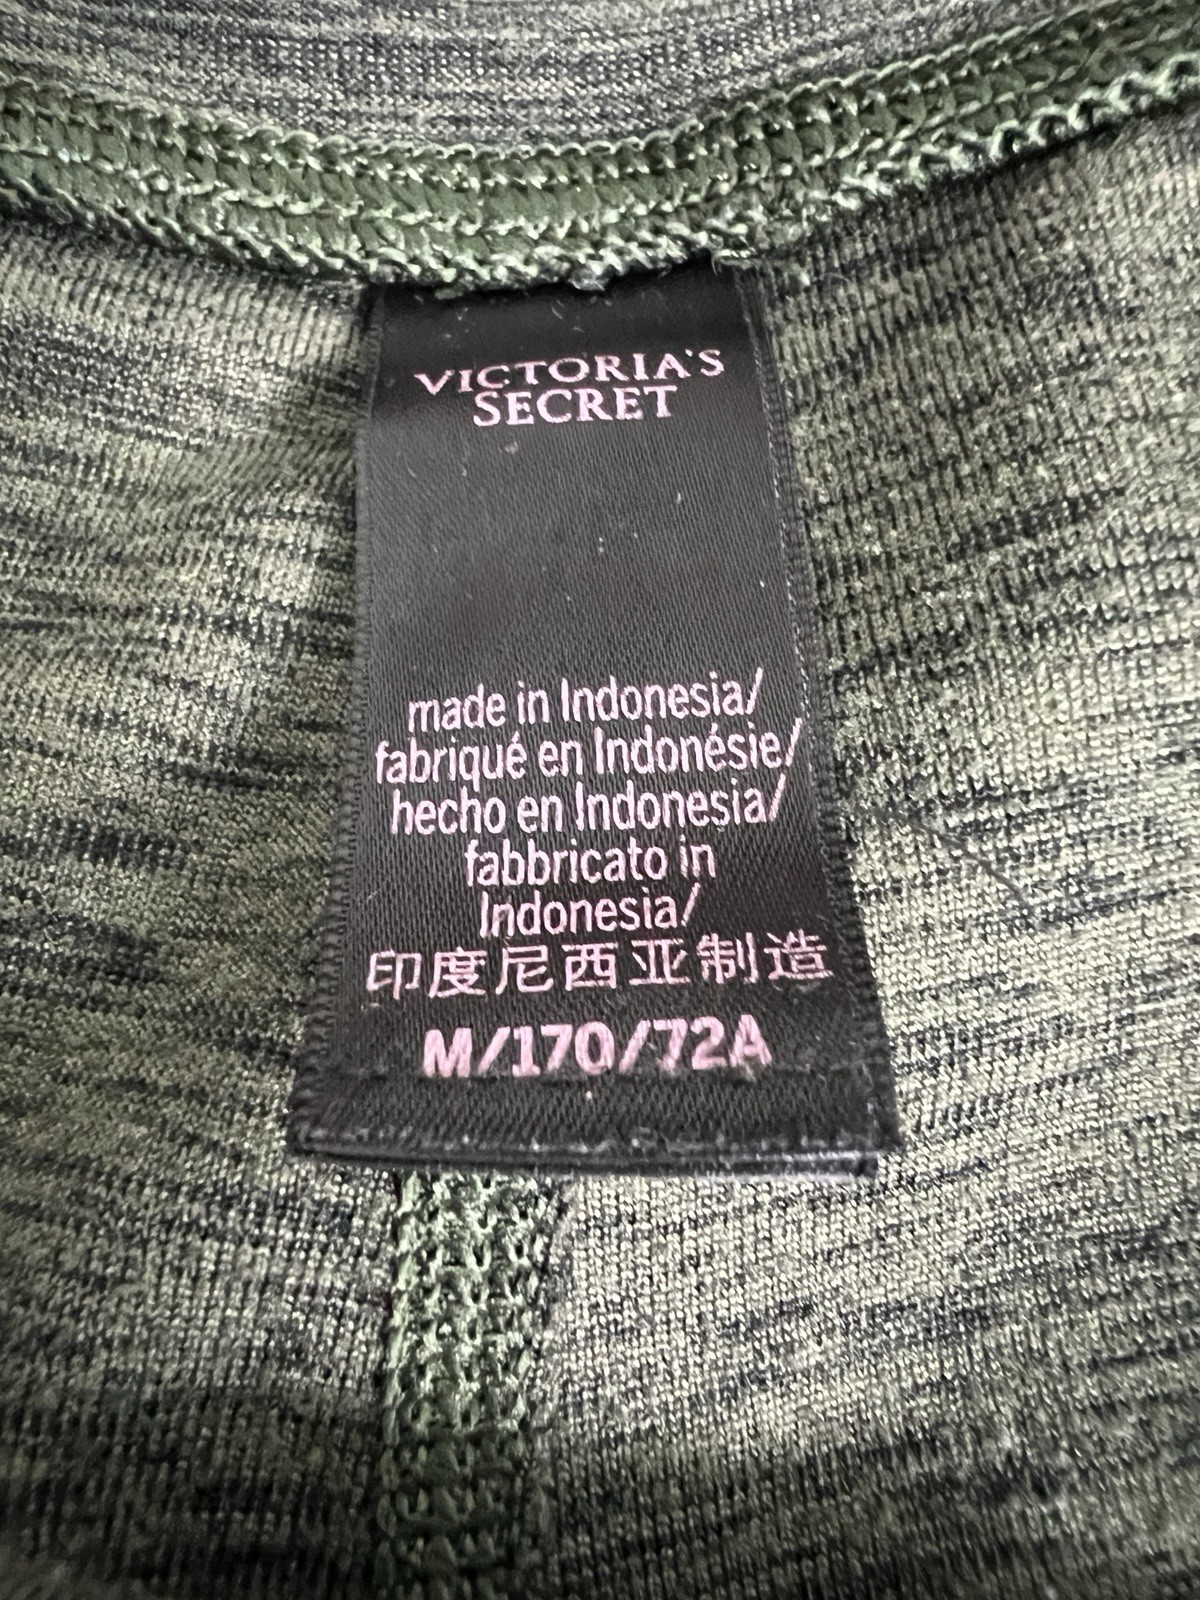 VICTORIA'S
SECRET
made in Indonesia/
fabriqué en Indonésie/
hecho en Indonesia/
fabbricato in
Indonesia/
印度尼西亚制造
M/170/72A